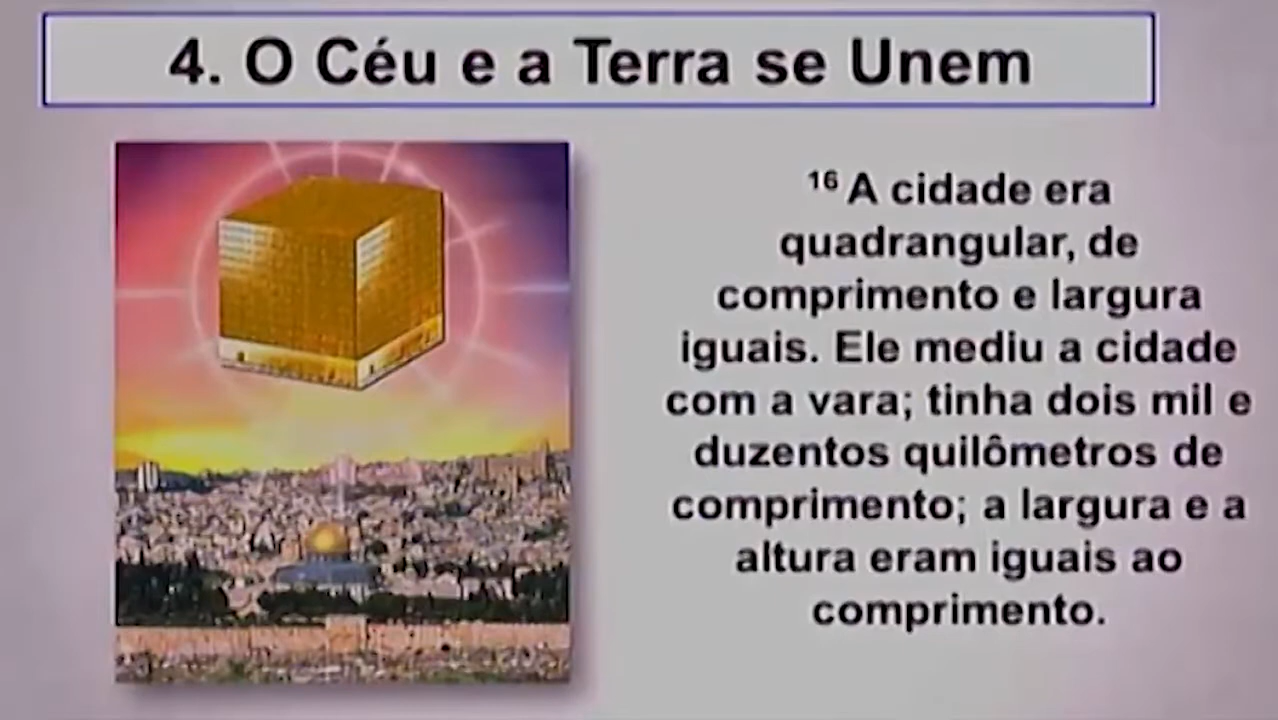 4. O Céu e a Terra se Unem
16 A cidade era
quadrangular, de
comprimento e largura
iguais. Ele mediu a cidade
com a vara; tinha dois mil e
duzentos quilômetros de
comprimento; a largura e a
altura eram iguais ao
comprimento.